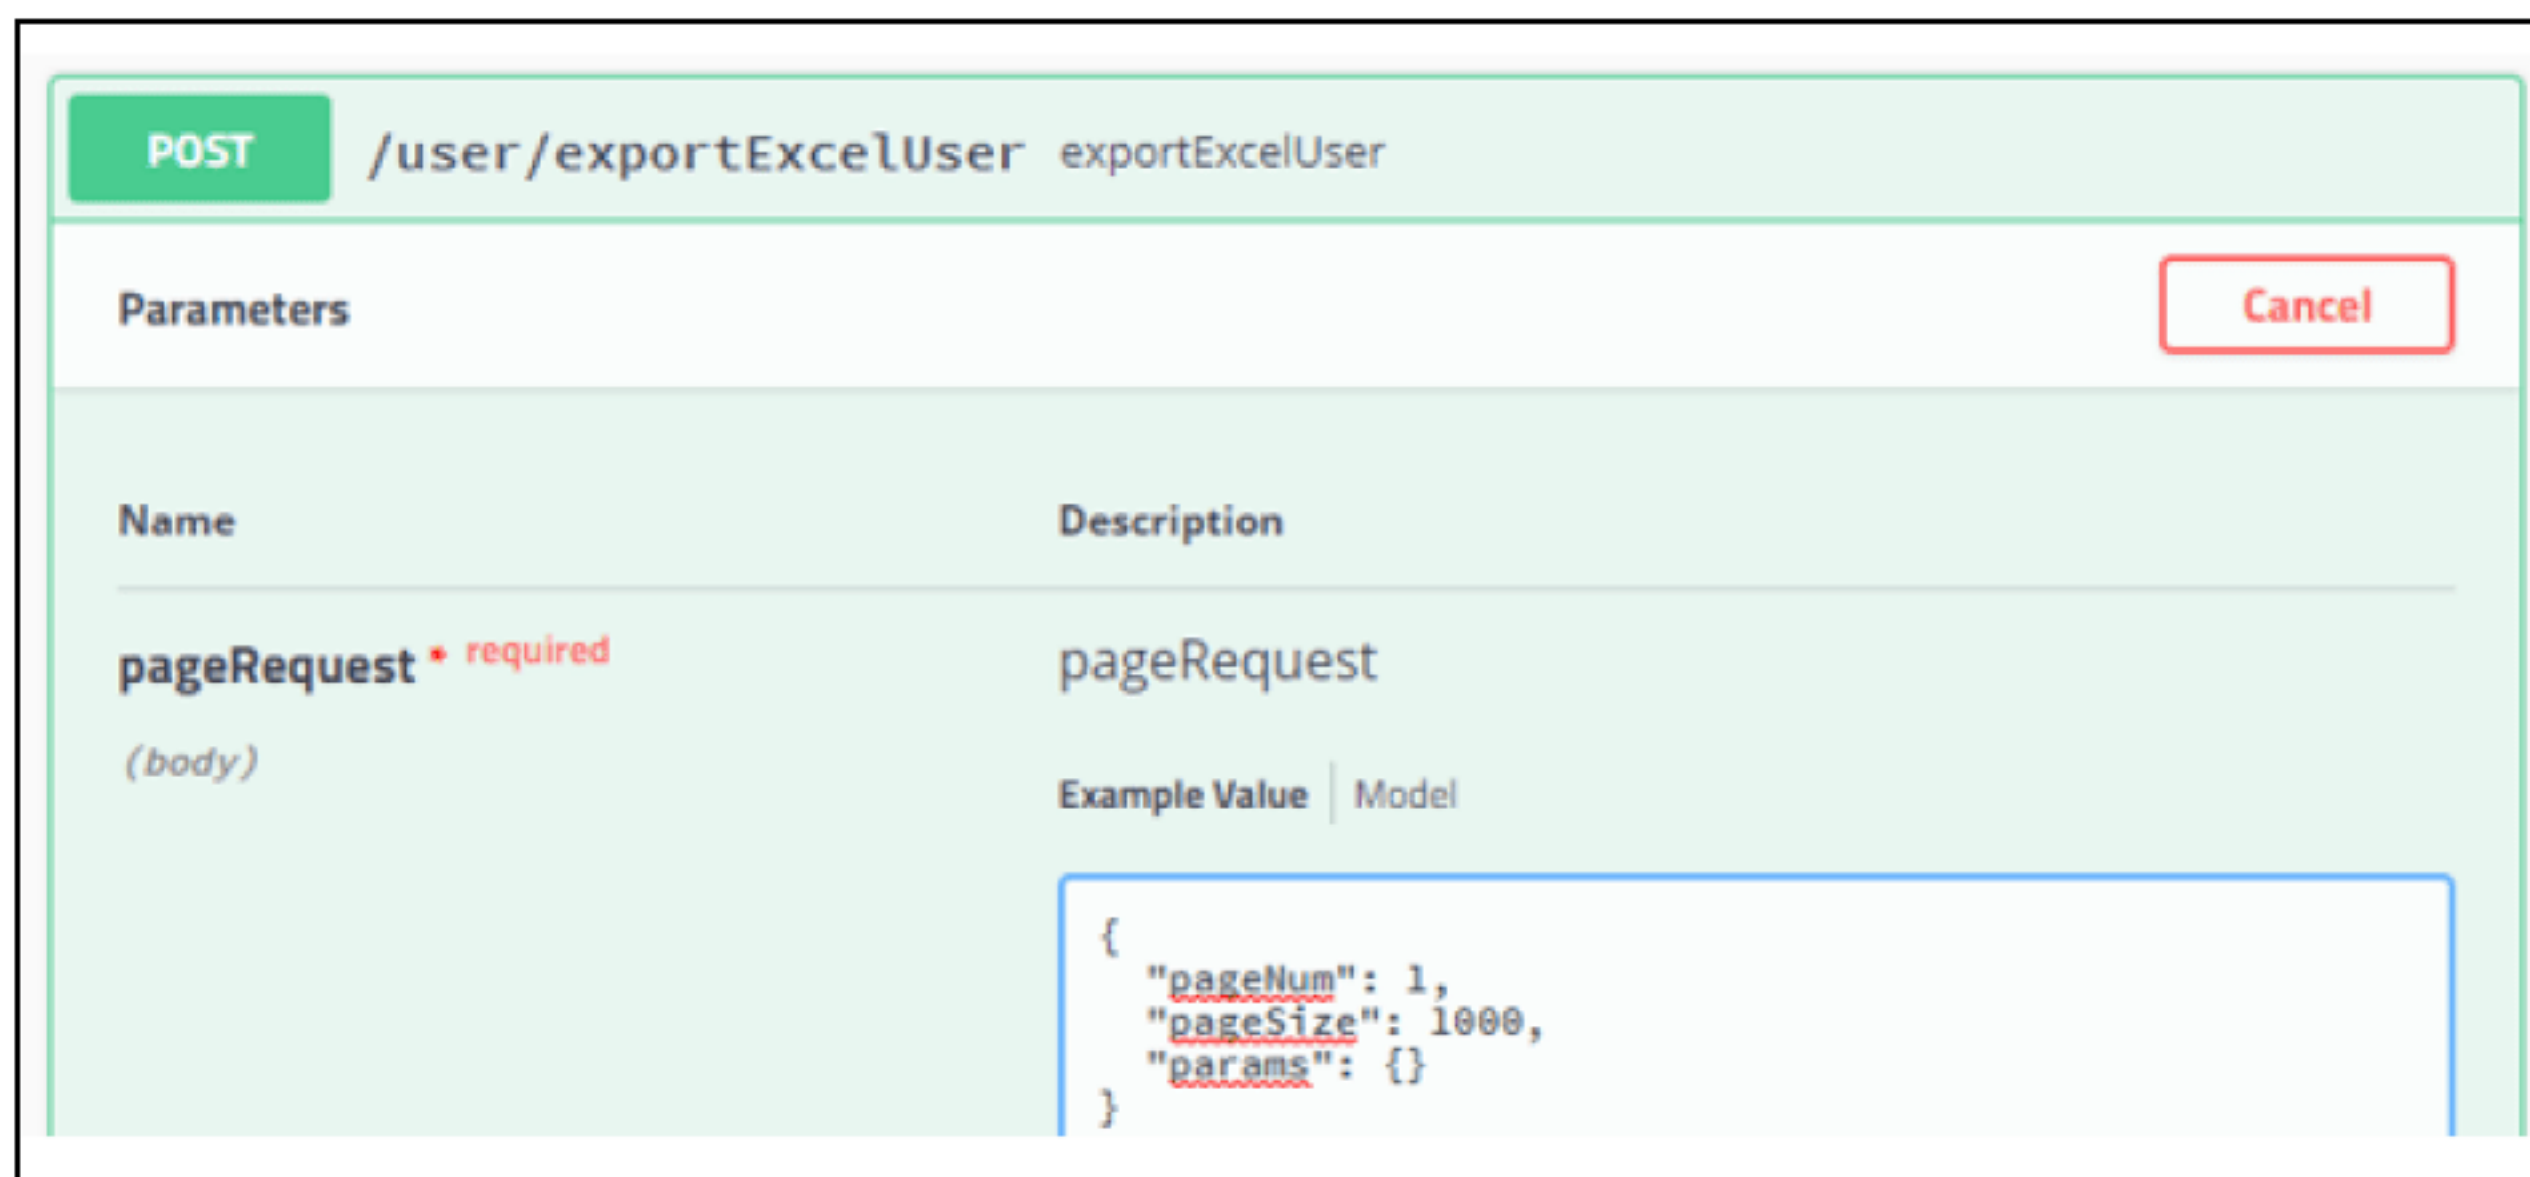 POST /user/exportExcelUser exportExcelUser
Parameters Cancel
Name Description
pageRequest * required pageRequest
(body)
Example Value | Model
{
"pageNum": 1,
"pageSize": 1000,
"params": {}
}